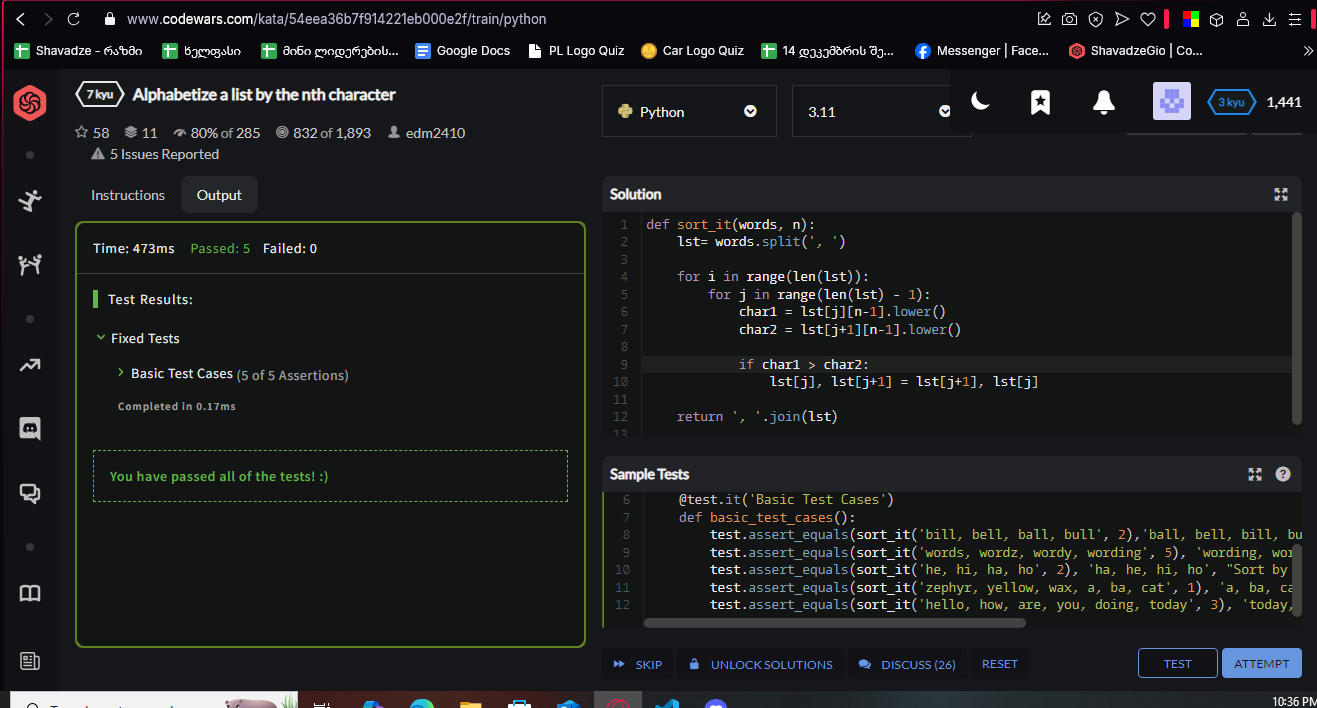 www.codewars.com/kata/54eea36b7f914221eb000e2f/train/python
Shavadze - რაზმი
ხელფასი
მინი ლიდერების...
Google Docs
PL Logo Quiz
Car Logo Quiz
14 დეკემბრის შე...
Messenger | Face...
ShavadzeGio | Co...
7 kyu
Alphabetize a list by the nth character
58 11 80% of 285 832 of 1,893 edm2410
5 Issues Reported
Python
3.11
3 kyu
1,441
Instructions
Output
Time: 473ms Passed: 5 Failed: 0
Test Results:
Fixed Tests
Basic Test Cases (5 of 5 Assertions)
Completed in 0.17ms
You have passed all of the tests! :)
Solution
1 def sort_it(words, n):
2 lst= words.split(', ')
3
4 for i in range(len(lst)):
5 for j in range(len(lst) - 1):
6 char1 = lst[j][n-1].lower()
7 char2 = lst[j+1][n-1].lower()
8
9 if char1 > char2:
10 lst[j], lst[j+1] = lst[j+1], lst[j]
11
12 return ', '.join(lst)
13
Sample Tests
6 @test.it('Basic Test Cases')
7 def basic_test_cases():
8 test.assert_equals(sort_it('bill, bell, ball, bull', 2),'ball, bell, bill, bu
9 test.assert_equals(sort_it('words, wordz, wordy, wording', 5), 'wording, wor
10 test.assert_equals(sort_it('he, hi, ha, ho', 2), 'ha, he, hi, ho', "Sort by
11 test.assert_equals(sort_it('zephyr, yellow, wax, a, ba, cat', 1), 'a, ba, ca
12 test.assert_equals(sort_it('hello, how, are, you, doing, today', 3), 'today,
SKIP
UNLOCK SOLUTIONS
DISCUSS (26)
RESET
TEST
ATTEMPT
10:36 PM